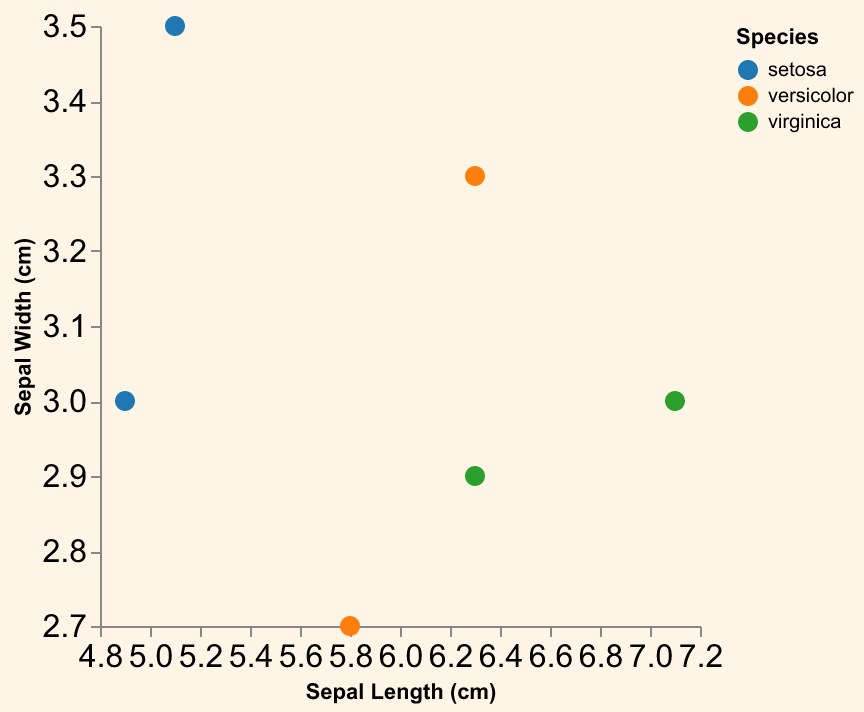 3.5
3.4
3.3
3.2
3.1
3.0
2.9
2.8
2.7
Sepal Width (cm)
4.8 5.0 5.2 5.4 5.6 5.8 6.0 6.2 6.4 6.6 6.8 7.0 7.2
Sepal Length (cm)
Species
setosa
versicolor
virginica